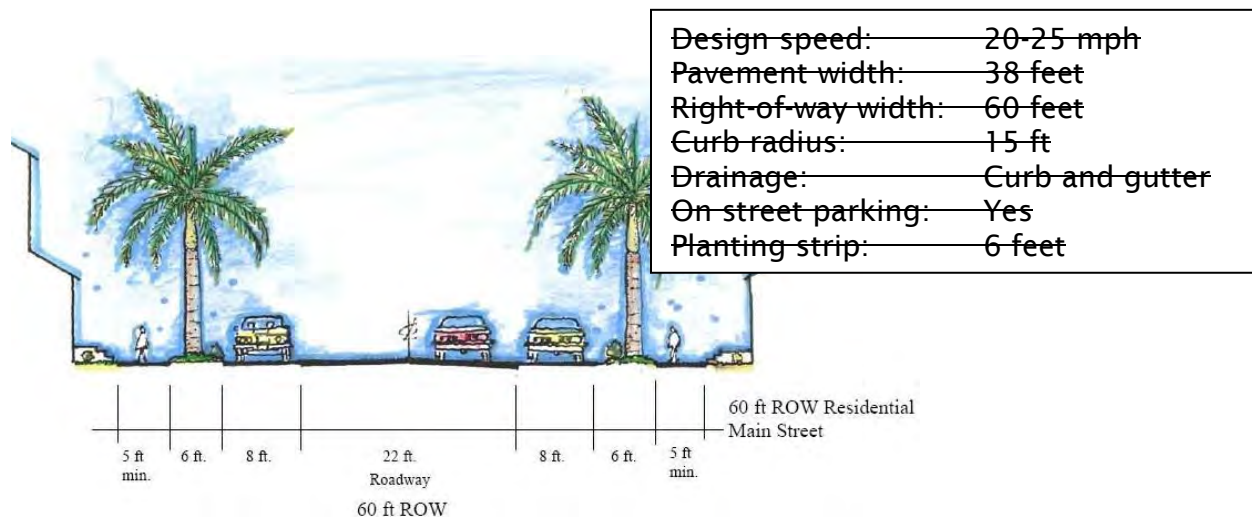 Design speed: 20-25 mph
Pavement width: 38 feet
Right-of-way width: 60 feet
Curb radius: 15 ft
Drainage: Curb and gutter
On street parking: Yes
Planting strip: 6 feet
60 ft ROW Residential
Main Street
5 ft 6 ft. 8 ft. 22 ft. 8 ft. 6 ft. 5 ft
min. Roadway min.
60 ft ROW